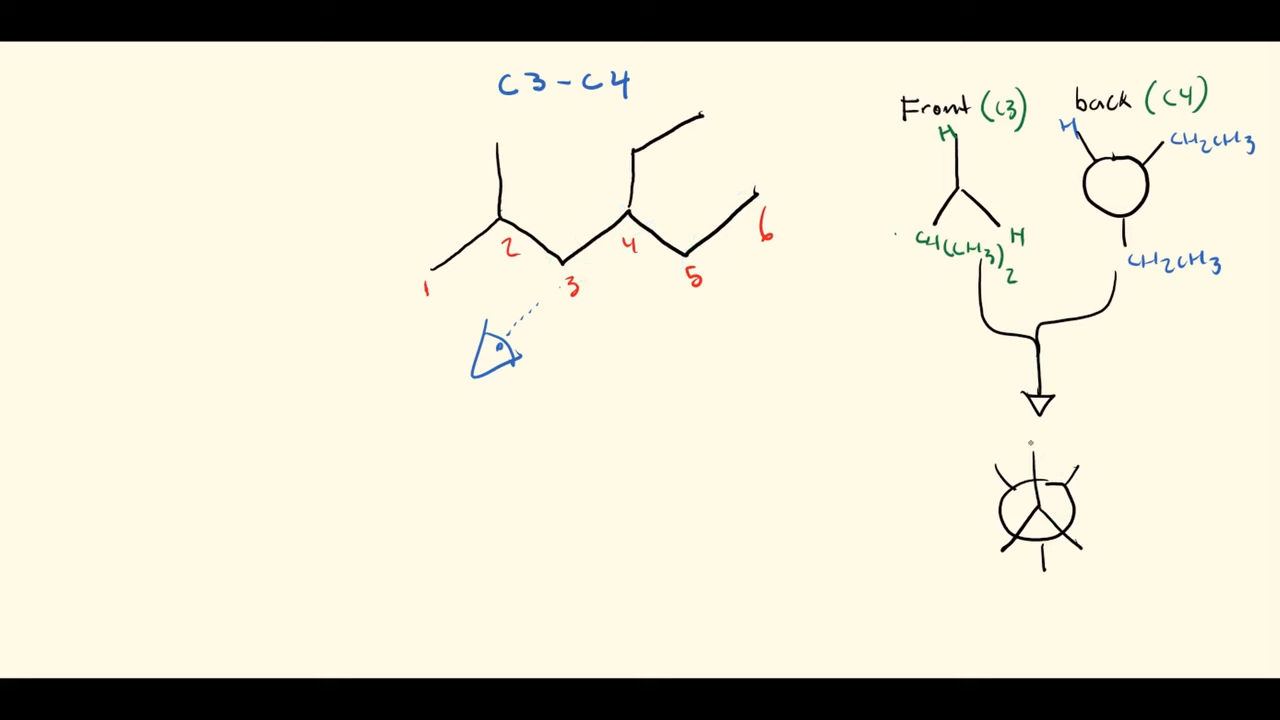 C3-C4
Front (C3)
back (C4)
H
H
CH2CH3
CH(CH3)2
H
CH2CH3
1
2
3
4
5
6